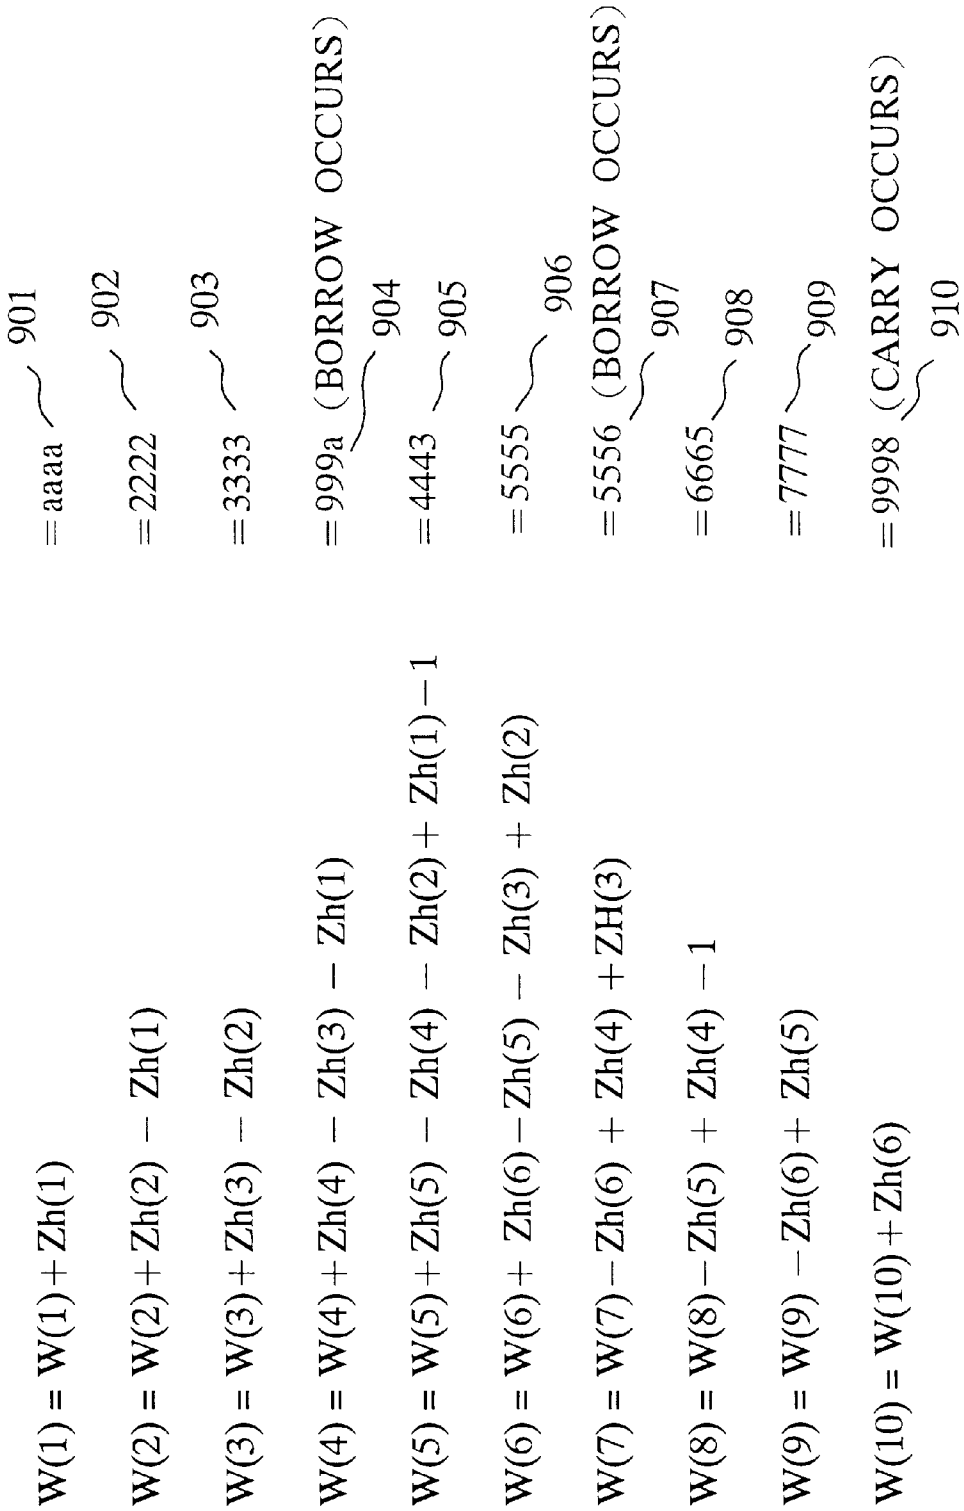 W(1) = W(1)+Zh(1) =aaaa 901
W(2) = W(2)+Zh(2) − Zh(1) =2222 902
W(3) = W(3)+Zh(3) − Zh(2) =3333 903
W(4) = W(4)+Zh(4) − Zh(3) − Zh(1) =999a (BORROW OCCURS) 904
W(5) = W(5)+Zh(5) − Zh(4) − Zh(2)+ Zh(1)−1 =4443 905
W(6) = W(6)+ Zh(6)−Zh(5) − Zh(3) + Zh(2) =5555 906
W(7) = W(7)−Zh(6) + Zh(4) +ZH(3) =5556 (BORROW OCCURS) 907
W(8) = W(8)−Zh(5) + Zh(4) −1 =6665 908
W(9) = W(9) −Zh(6)+ Zh(5) =7777 909
W(10) = W(10)+Zh(6) =9998 (CARRY OCCURS) 910